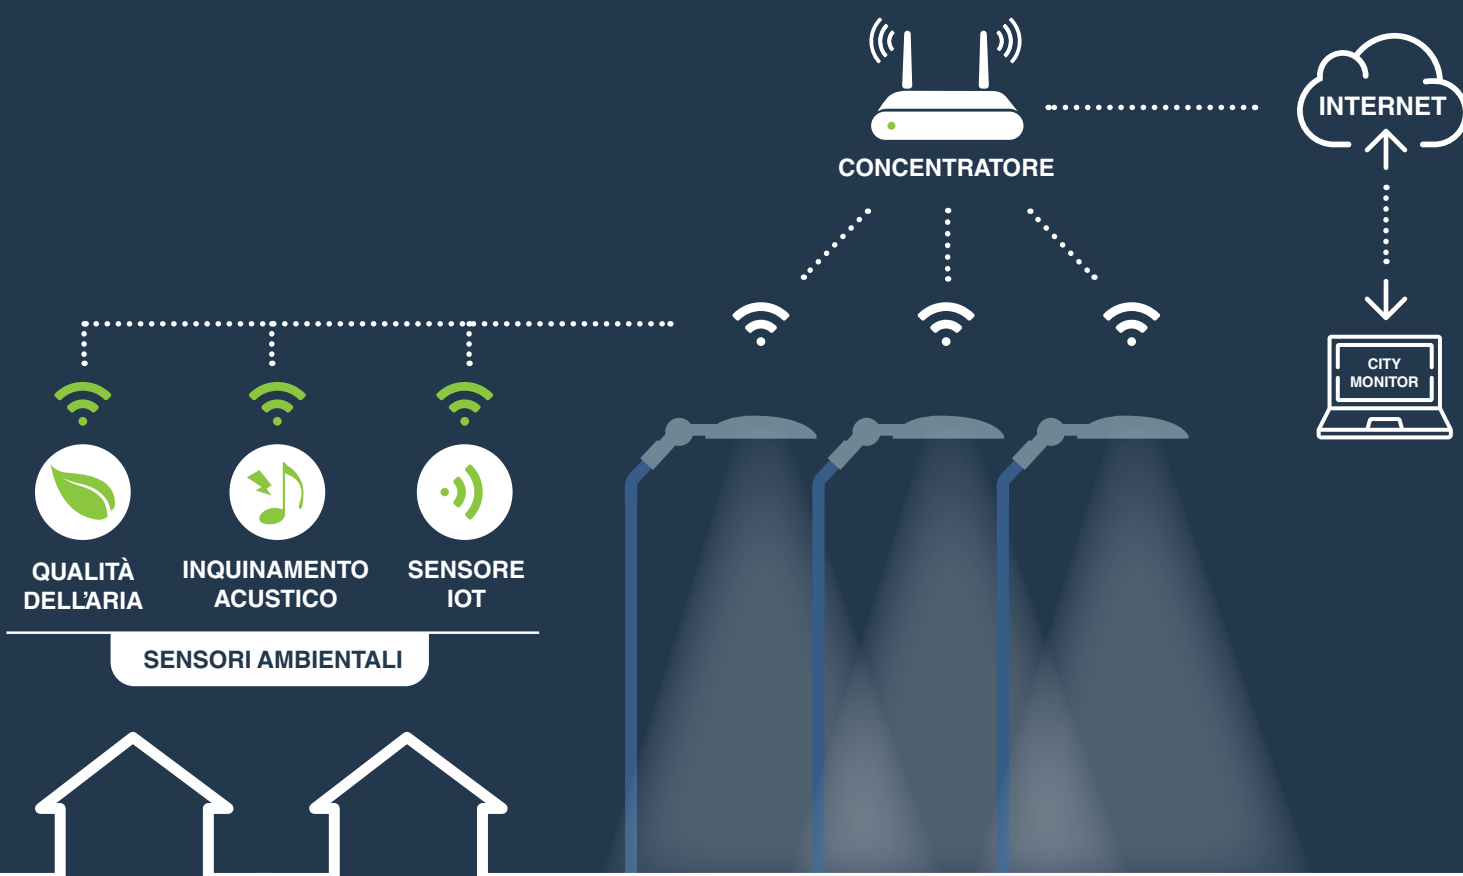 INTERNET
CONCENTRATORE
CITY
MONITOR
QUALITÀ
DELL'ARIA
INQUINAMENTO
ACUSTICO
SENSORE
IOT
SENSORI AMBIENTALI